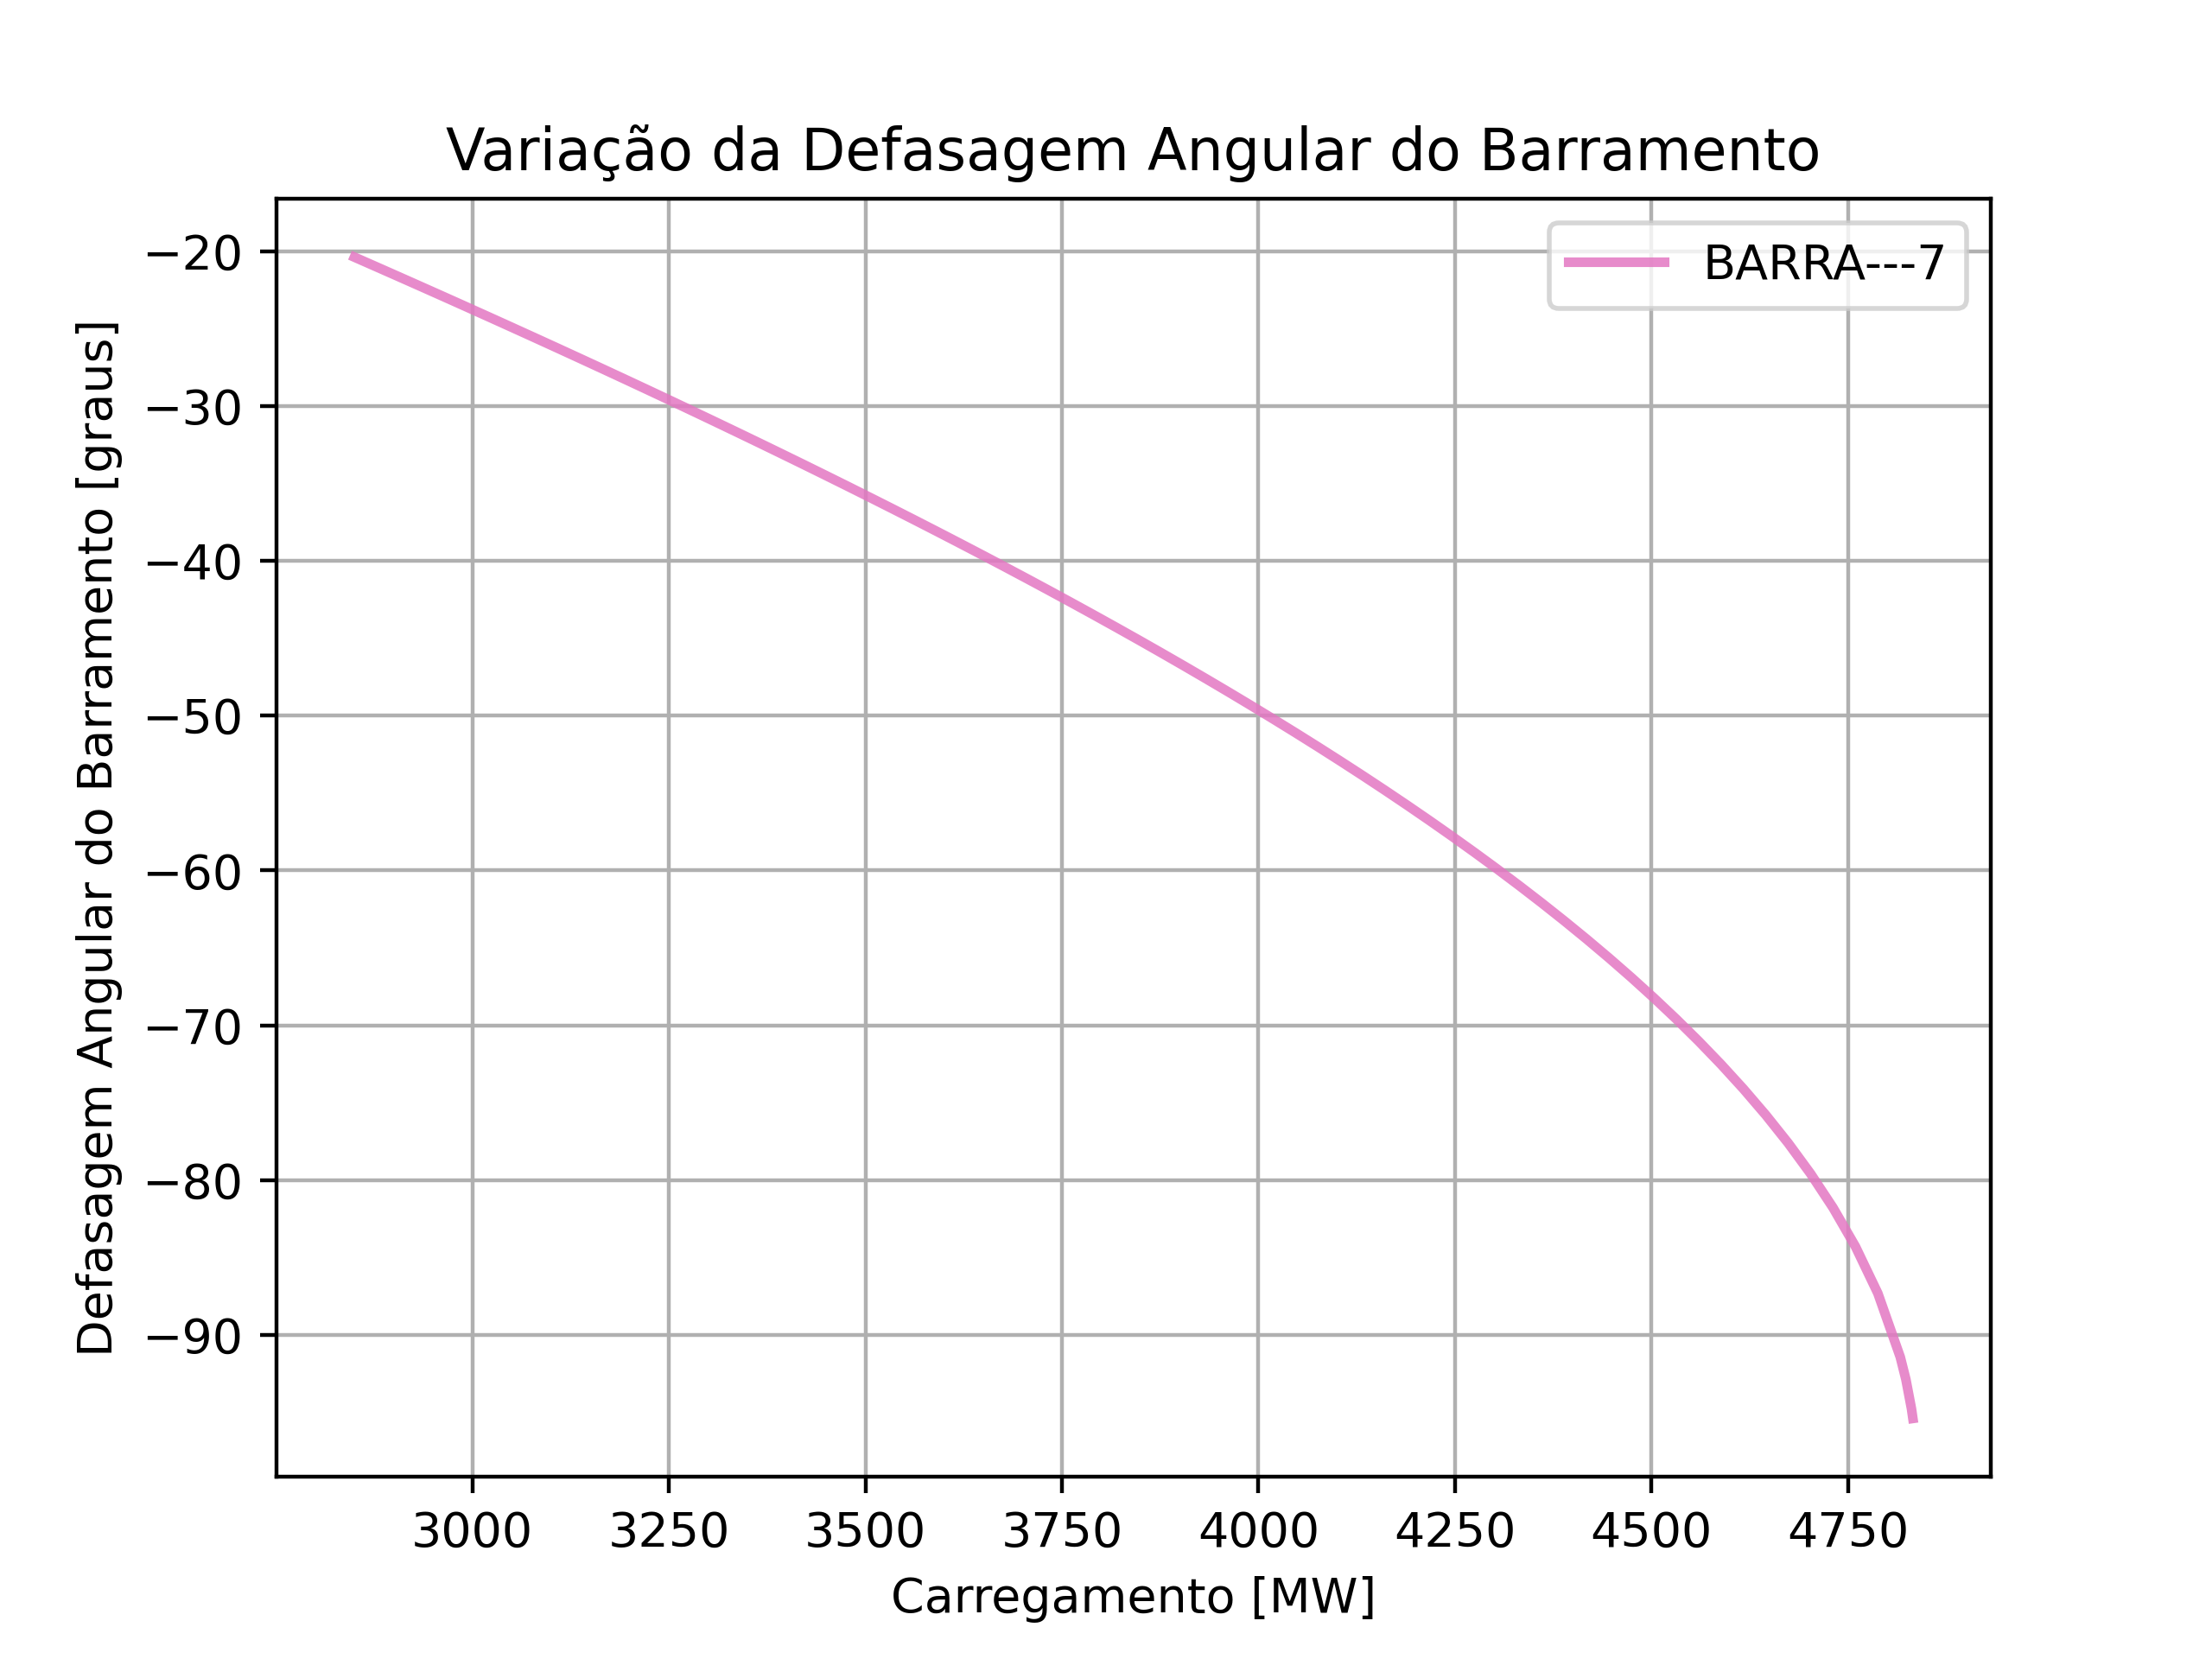 Variação da Defasagem Angular do Barramento
BARRA---7
Defasagem Angular do Barramento [graus]
−20
−30
−40
−50
−60
−70
−80
−90
3000 3250 3500 3750 4000 4250 4500 4750
Carregamento [MW]